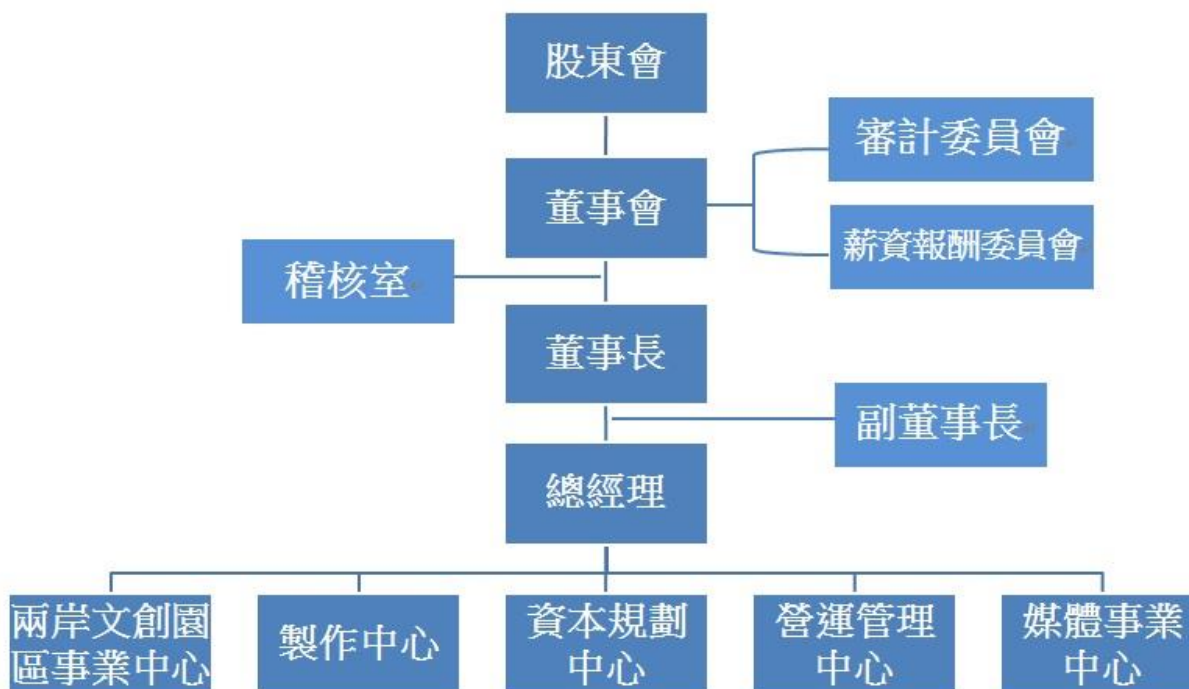 股東會
審計委員會
董事會
薪資報酬委員會
稽核室
董事長
副董事長
總經理
兩岸文創園
區事業中心
製作中心
資本規劃
中心
營運管理
中心
媒體事業
中心